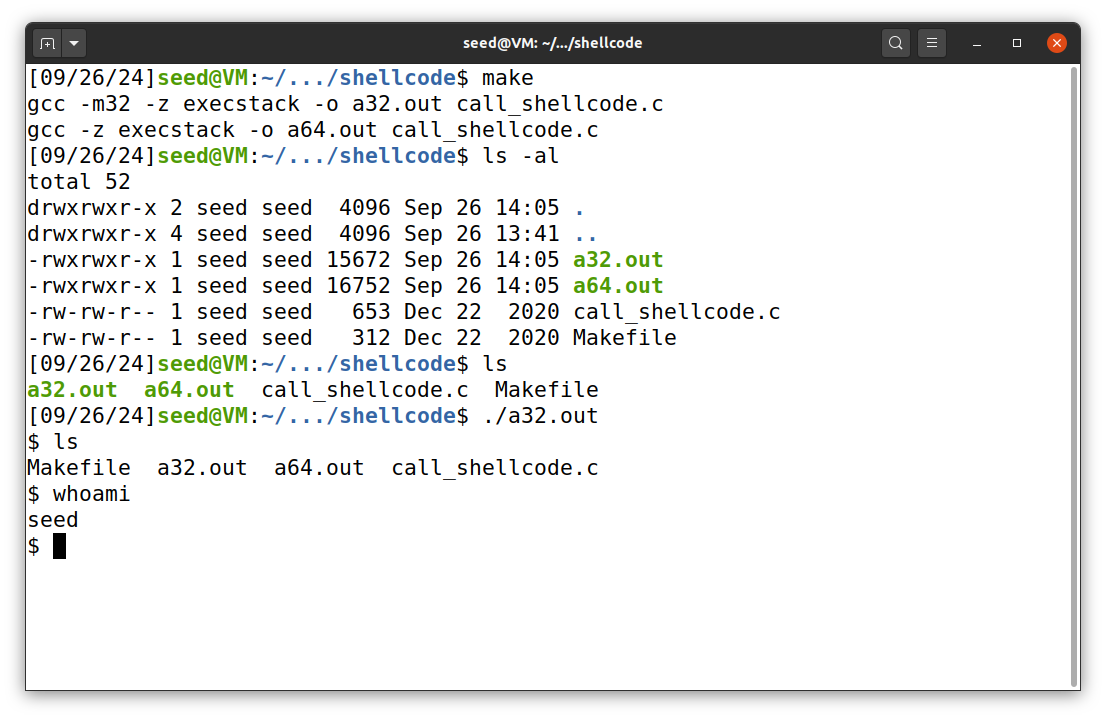 seed@VM: ~/.../shellcode
[09/26/24]seed@VM:~/.../shellcode$ make
gcc -m32 -z execstack -o a32.out call_shellcode.c
gcc -z execstack -o a64.out call_shellcode.c
[09/26/24]seed@VM:~/.../shellcode$ ls -al
total 52
drwxrwxr-x 2 seed seed  4096 Sep 26 14:05 .
drwxrwxr-x 4 seed seed  4096 Sep 26 13:41 ..
-rwxrwxr-x 1 seed seed 15672 Sep 26 14:05 a32.out
-rwxrwxr-x 1 seed seed 16752 Sep 26 14:05 a64.out
-rw-rw-r-- 1 seed seed   653 Dec 22  2020 call_shellcode.c
-rw-rw-r-- 1 seed seed   312 Dec 22  2020 Makefile
[09/26/24]seed@VM:~/.../shellcode$ ls
a32.out  a64.out  call_shellcode.c  Makefile
[09/26/24]seed@VM:~/.../shellcode$ ./a32.out
$ ls
Makefile  a32.out  a64.out  call_shellcode.c
$ whoami
seed
$